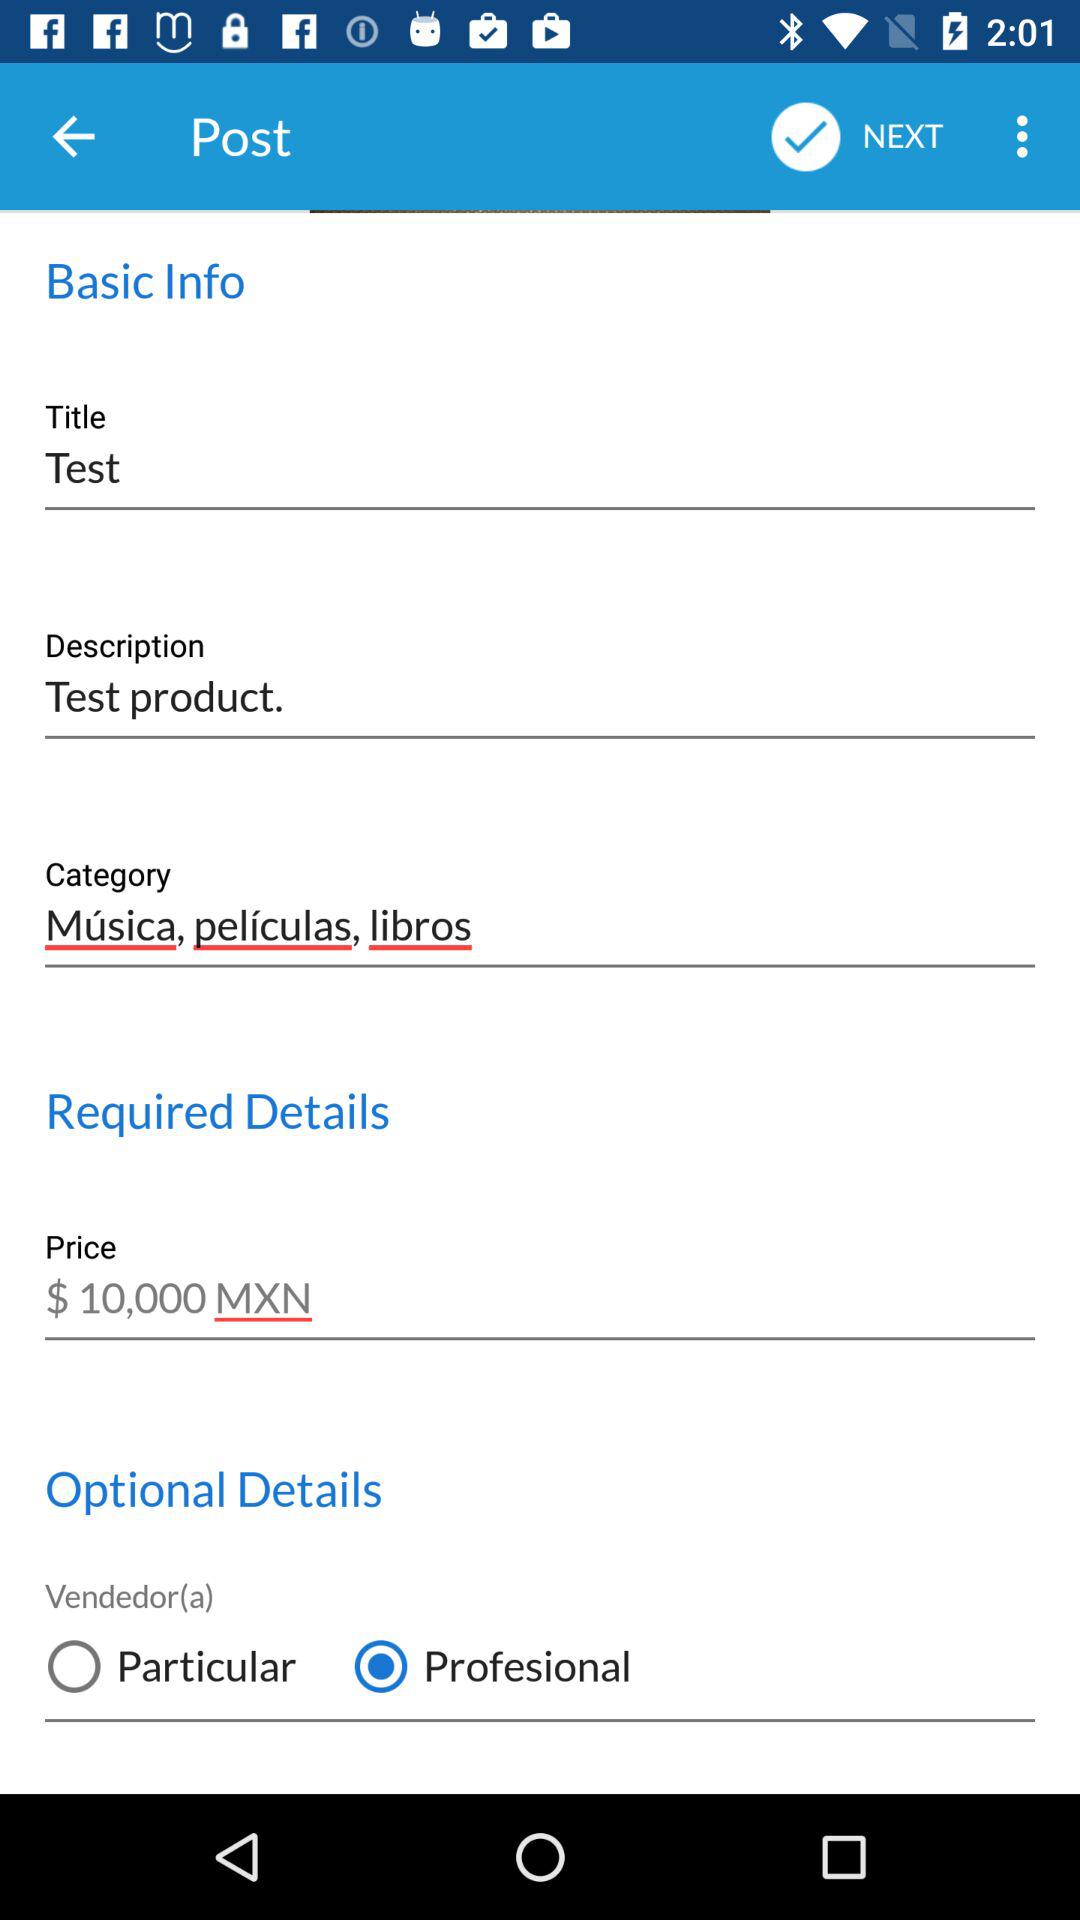 2:01
Post
NEXT
Basic Info
Title
Test
Description
Test product.
Category
Música, películas, libros
Required Details
Price
$ 10,000 MXN
Optional Details
Vendedor(a)
Particular
Profesional